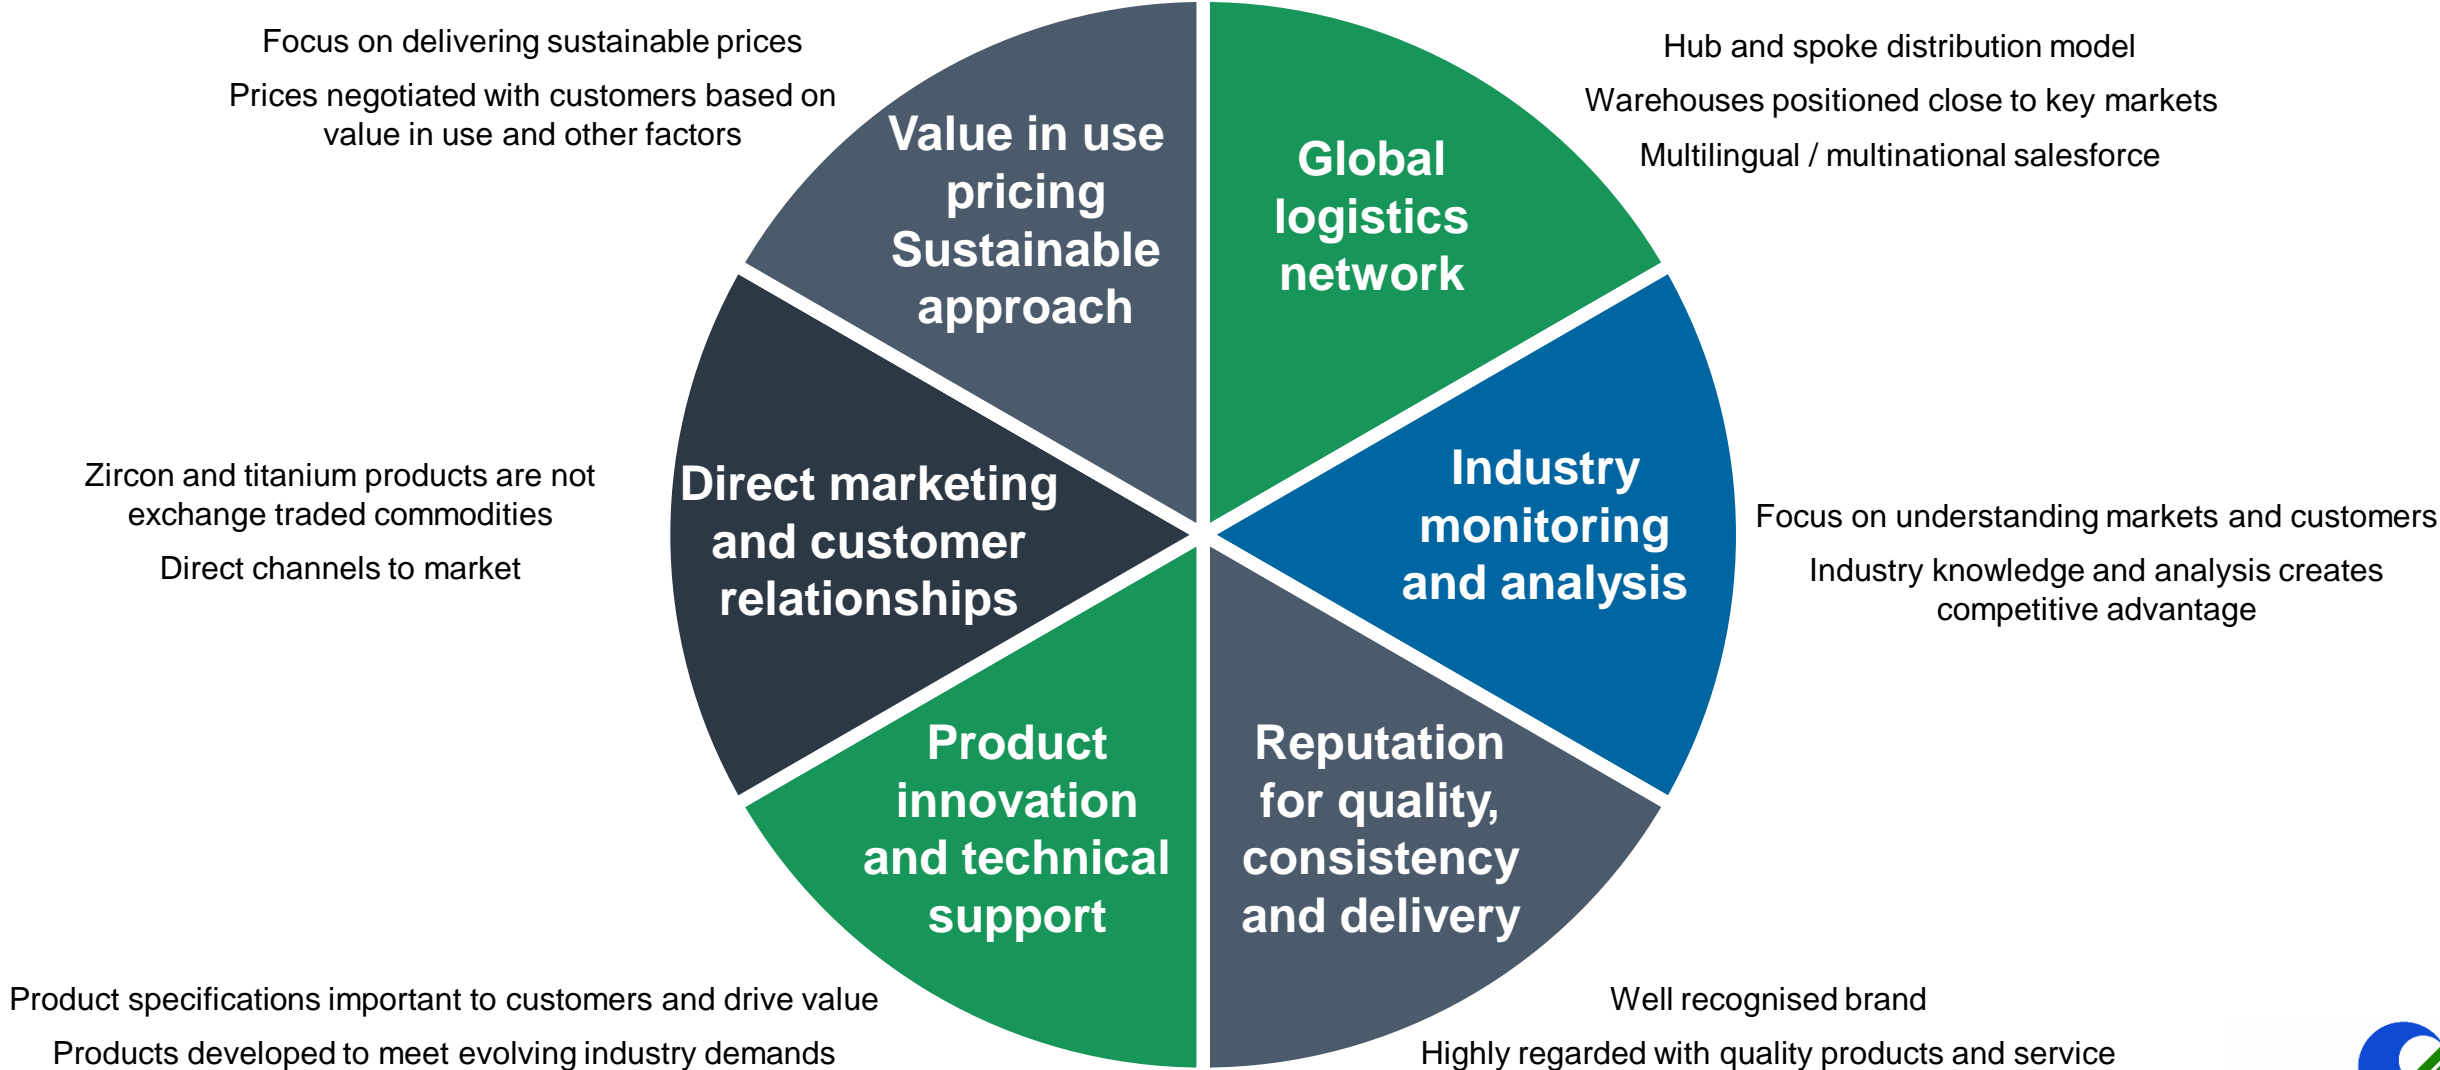 Focus on delivering sustainable prices
Prices negotiated with customers based on
value in use and other factors
Value in use
pricing
Sustainable
approach
Global
logistics
network
Hub and spoke distribution model
Warehouses positioned close to key markets
Multilingual / multinational salesforce
Zircon and titanium products are not
exchange traded commodities
Direct channels to market
Direct marketing
and customer
relationships
Industry
monitoring
and analysis
Focus on understanding markets and customers
Industry knowledge and analysis creates
competitive advantage
Product
innovation
and technical
support
Reputation
for quality,
consistency
and delivery
Product specifications important to customers and drive value
Products developed to meet evolving industry demands
Well recognised brand
Highly regarded with quality products and service